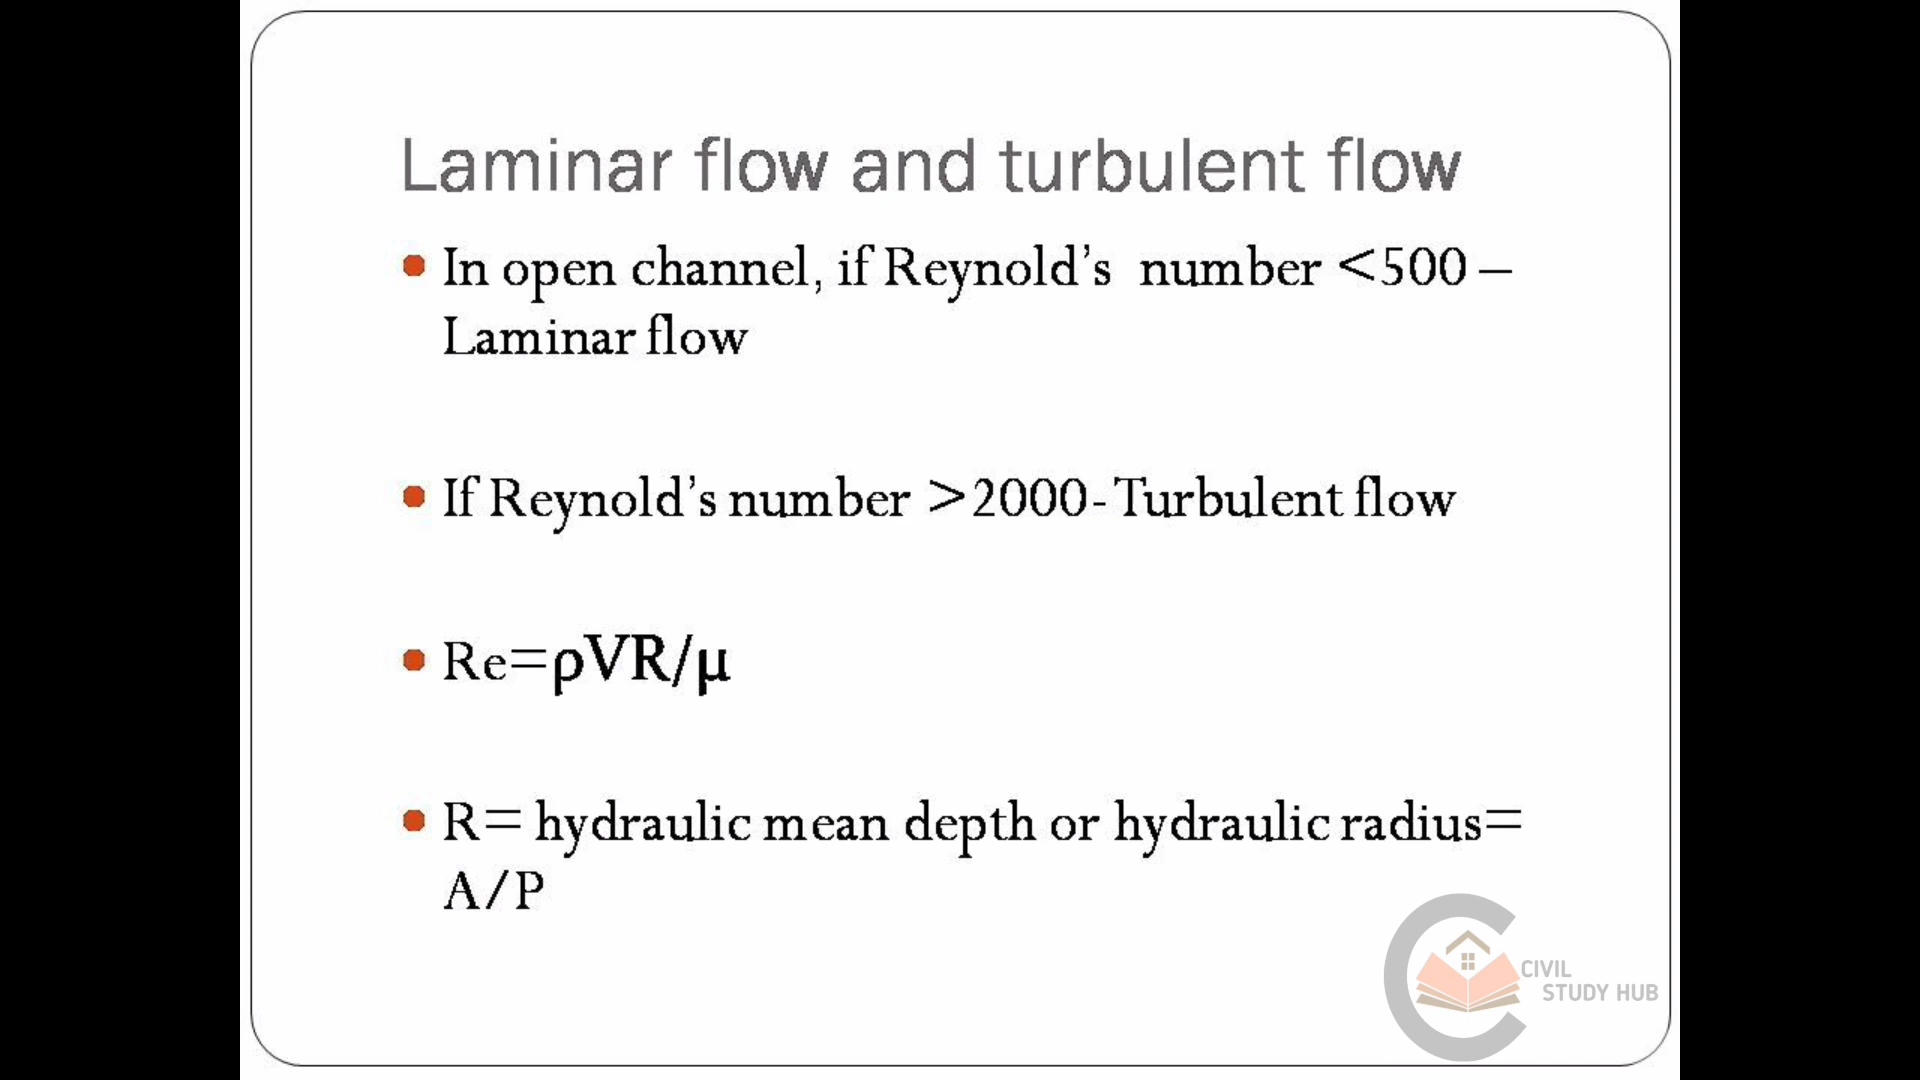 Laminar flow and turbulent flow
• In open channel, if Reynold's number <500 –
Laminar flow
• If Reynold's number >2000-Turbulent flow
• Re=ρVR/μ
• R= hydraulic mean depth or hydraulic radius=
A/P
CIVIL
STUDY HUB